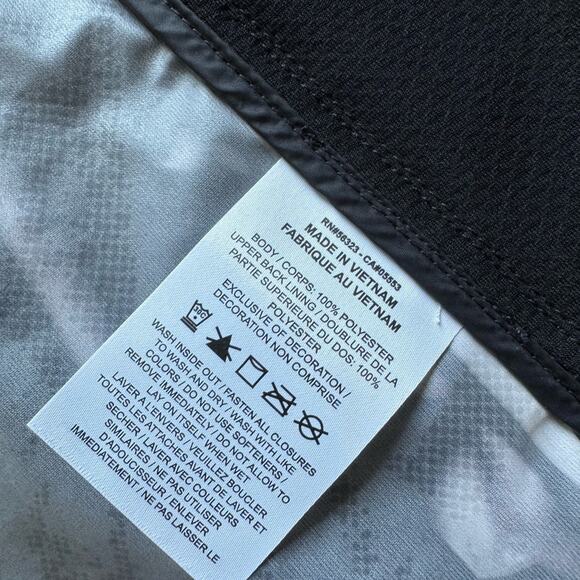 RN#56323 - CA#05553
MADE IN VIETNAM
FABRIQUE AU VIETNAM
BODY / CORPS: 100% POLYESTER
UPPER BACK LINING / DOUBLURE DE LA
PARTIE SUPERIEURE DU DOS: 100%
POLYESTER
EXCLUSIVE OF DECORATION /
DECORATION NON COMPRISE
WASH INSIDE OUT / FASTEN ALL CLOSURES
TO WASH AND DRY / WASH WITH LIKE
COLORS / DO NOT USE SOFTENERS /
REMOVE IMMEDIATELY / DO NOT ALLOW TO
LAY ON ITSELF WHEN WET
LAVER A L'ENVERS / VEUILLEZ BOUCLER
TOUTES LES ATTACHES AVANT DE LAVER ET
SECHER / LAVER AVEC COULEURS
SIMILAIRES / NE PAS UTILISER
D'ADOUCISSEUR / ENLEVER
IMMEDIATEMENT / NE PAS LAISSER LE